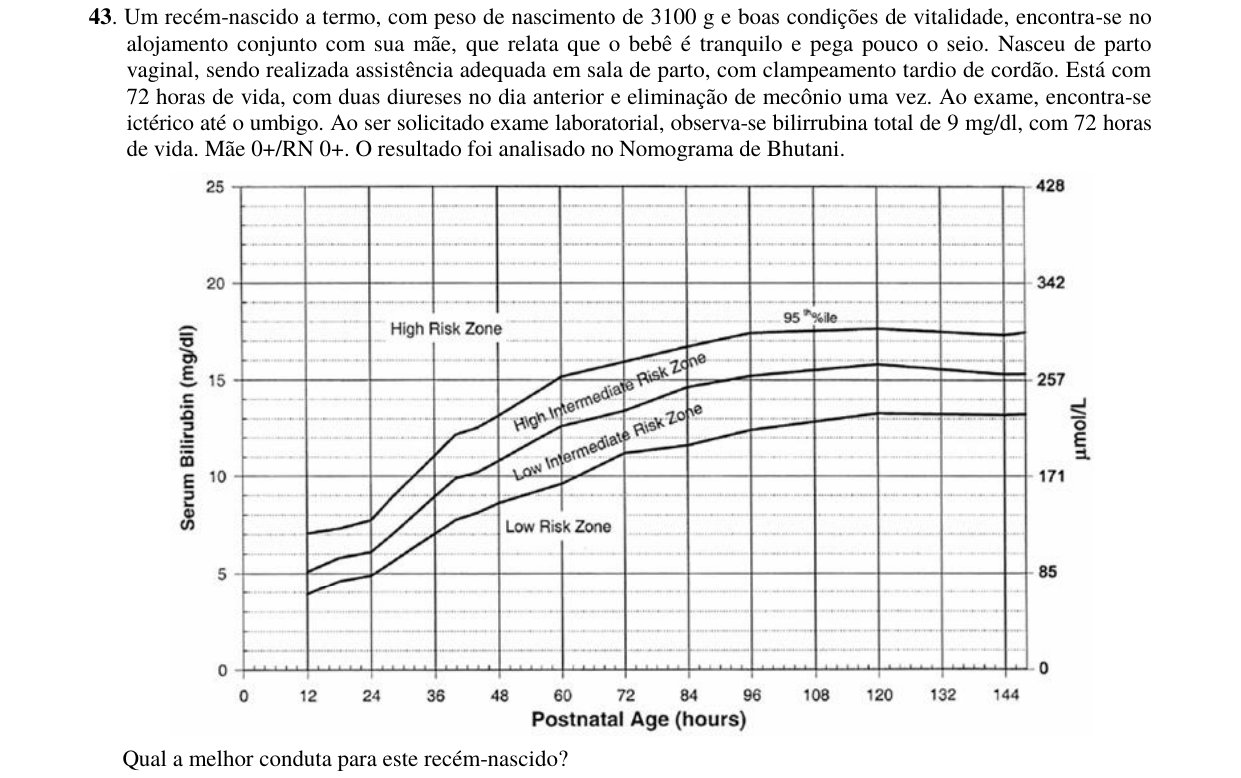 43. Um recém-nascido a termo, com peso de nascimento de 3100 g e boas condições de vitalidade, encontra-se no
alojamento conjunto com sua mãe, que relata que o bebê é tranquilo e pega pouco o seio. Nasceu de parto
vaginal, sendo realizada assistência adequada em sala de parto, com clampeamento tardio de cordão. Está com
72 horas de vida, com duas diureses no dia anterior e eliminação de mecônio uma vez. Ao exame, encontra-se
ictérico até o umbigo. Ao ser solicitado exame laboratorial, observa-se bilirrubina total de 9 mg/dl, com 72 horas
de vida. Mãe 0+/RN 0+. O resultado foi analisado no Nomograma de Bhutani.
25
428
20
342
95 th%ile
High Risk Zone
High Intermediate Risk Zone
15
257
Low Intermediate Risk Zone
Serum Bilirubin (mg/dl)
µmol/L
10
171
Low Risk Zone
5
85
0
0
0 12 24 36 48 60 72 84 96 108 120 132 144
Postnatal Age (hours)
Qual a melhor conduta para este recém-nascido?